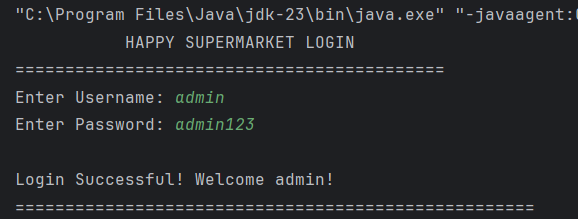 "C:\Program Files\Java\jdk-23\bin\java.exe" "-javaagent:
HAPPY SUPERMARKET LOGIN
===========================================
Enter Username: admin
Enter Password: admin123
Login Successful! Welcome admin!
====================================================